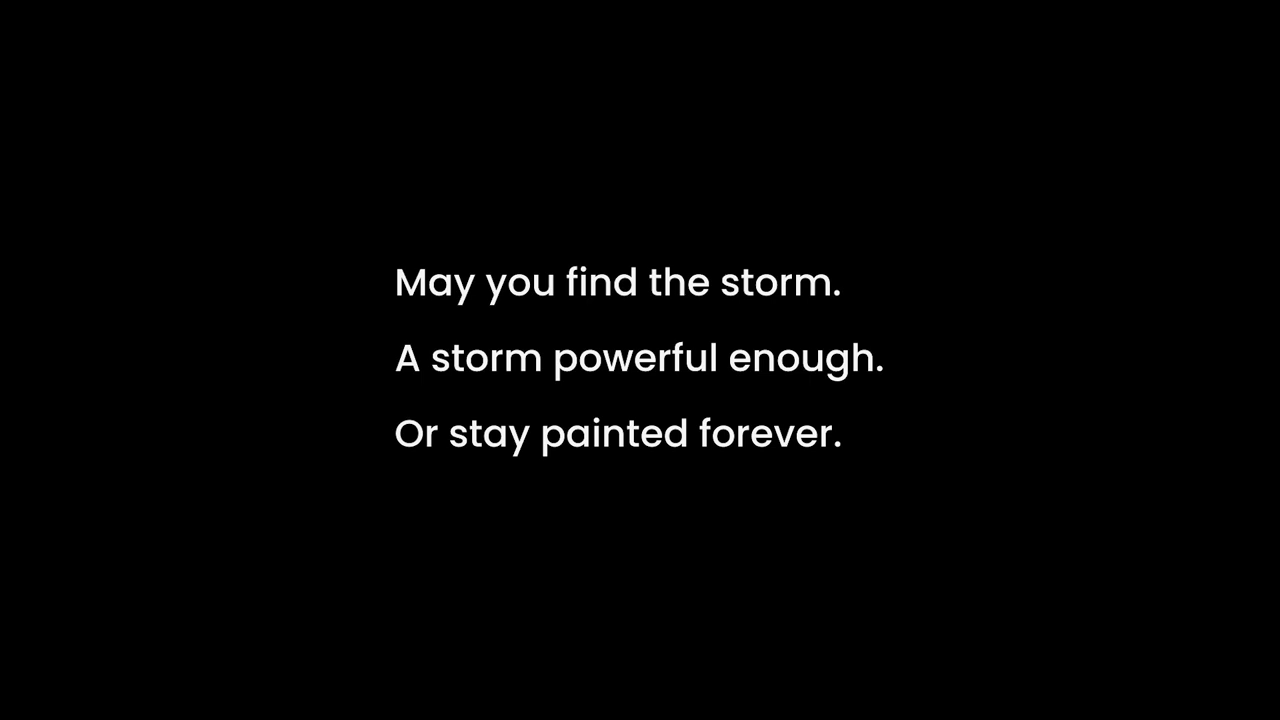 May you find the storm.
A storm powerful enough.
Or stay painted forever.